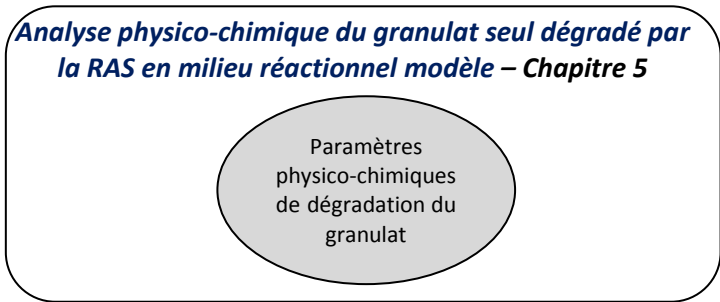 Analyse physico-chimique du granulat seul dégradé par
la RAS en milieu réactionnel modèle – Chapitre 5
Paramètres
physico-chimiques
de dégradation du
granulat